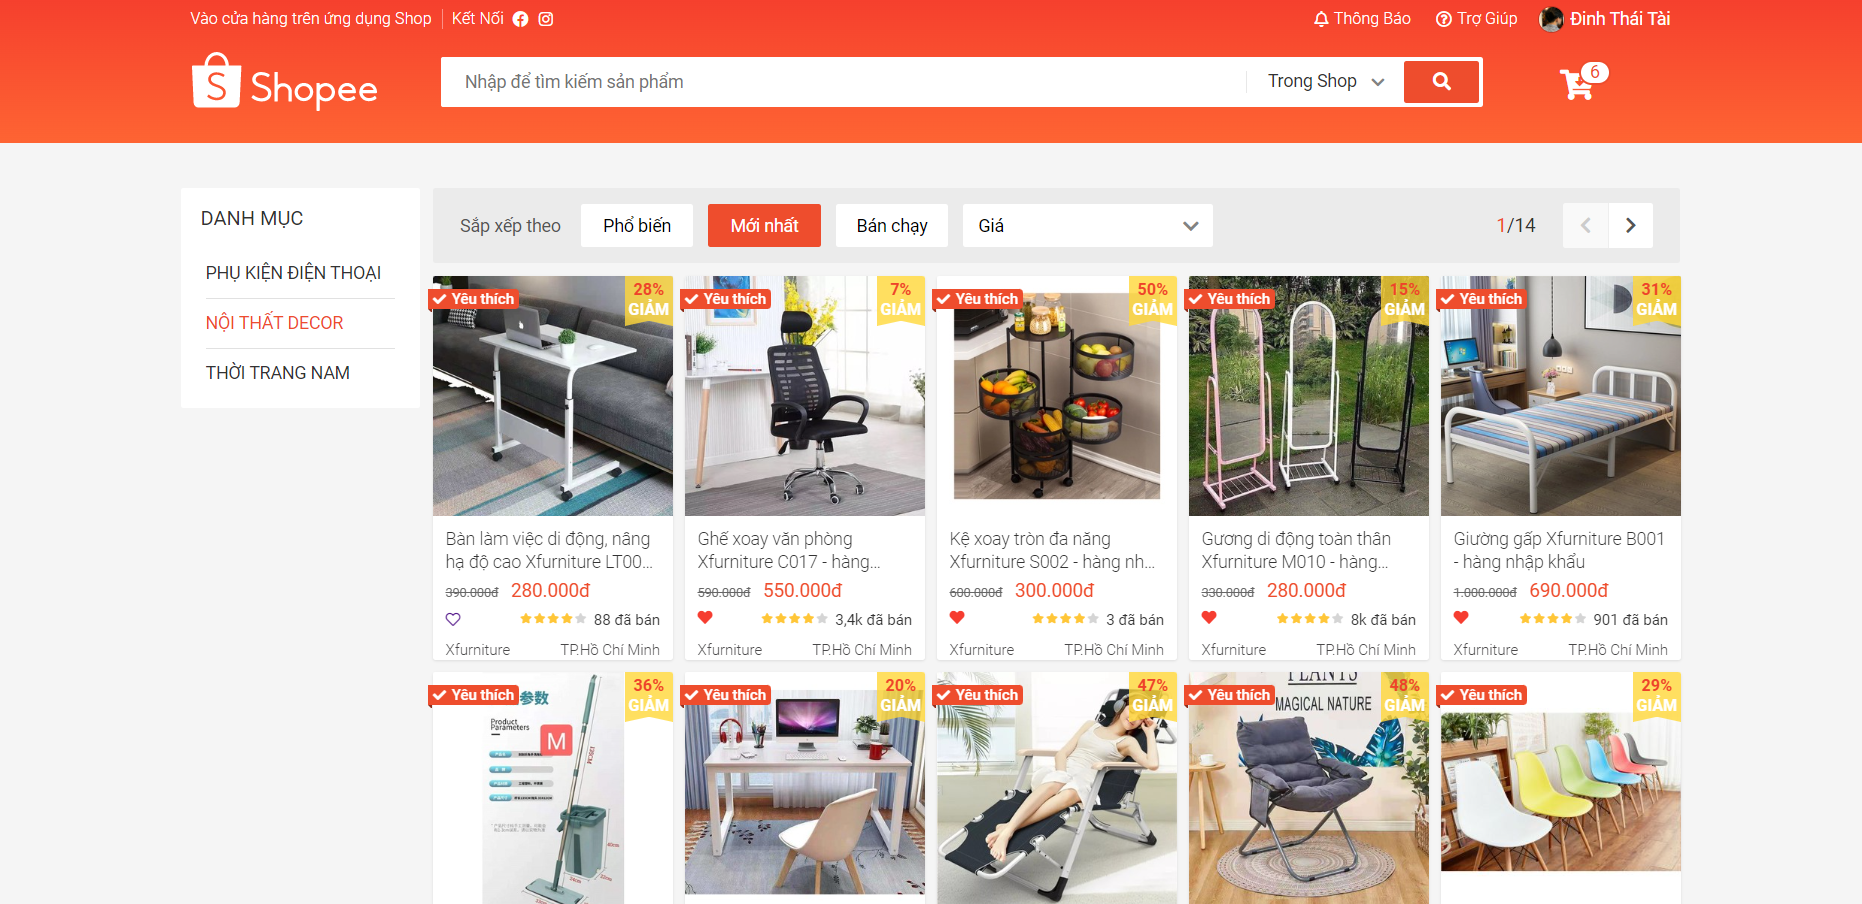 Vào cửa hàng trên ứng dụng Shop
Kết Nối
Thông Báo
Trợ Giúp
Đinh Thái Tài
S Shopee
Nhập để tìm kiếm sản phẩm
Trong Shop
6
DANH MỤC
PHỤ KIỆN ĐIỆN THOẠI
NỘI THẤT DECOR
THỜI TRANG NAM
Sắp xếp theo
Phổ biến
Mới nhất
Bán chạy
Giá
1/14
Yêu thích
28%
GIẢM
Bàn làm việc di động, nâng
hạ độ cao Xfurniture LT00...
390.000đ 280.000đ
88 đã bán
Xfurniture TP.Hồ Chí Minh
Yêu thích
7%
GIẢM
Ghế xoay văn phòng
Xfurniture C017 - hàng...
590.000đ 550.000đ
3,4k đã bán
Xfurniture TP.Hồ Chí Minh
Yêu thích
50%
GIẢM
Kệ xoay tròn đa năng
Xfurniture S002 - hàng nh...
600.000đ 300.000đ
3 đã bán
Xfurniture TP.Hồ Chí Minh
Yêu thích
15%
GIẢM
Gương di động toàn thân
Xfurniture M010 - hàng...
330.000đ 280.000đ
8k đã bán
Xfurniture TP.Hồ Chí Minh
Yêu thích
31%
GIẢM
Giường gấp Xfurniture B001
- hàng nhập khẩu
1.000.000đ 690.000đ
901 đã bán
Xfurniture TP.Hồ Chí Minh
Yêu thích
36%
GIẢM
参数
Product
Parameters
M
Yêu thích
20%
GIẢM
Yêu thích
47%
GIẢM
Yêu thích
48%
GIẢM
PLANTS
MAGICAL NATURE
Yêu thích
29%
GIẢM